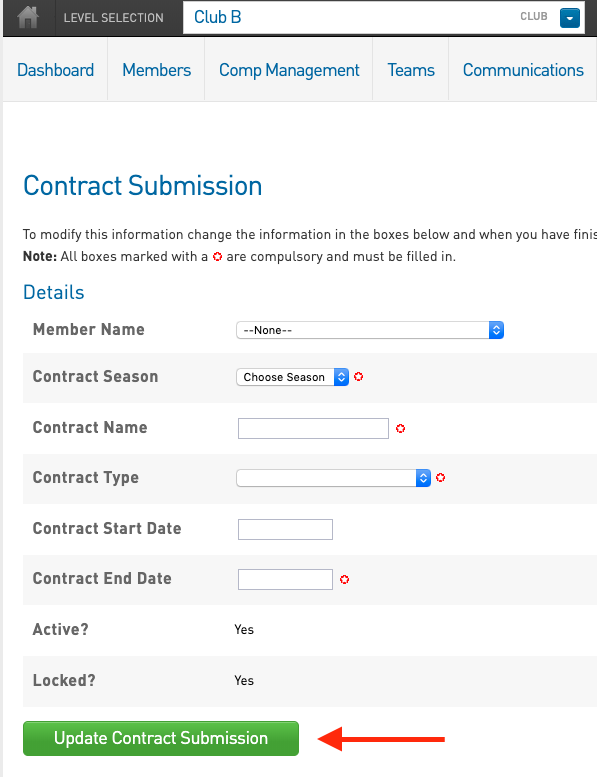 LEVEL SELECTION Club B CLUB
Dashboard Members Comp Management Teams Communications
Contract Submission
To modify this information change the information in the boxes below and when you have finis
Note: All boxes marked with a are compulsory and must be filled in.
Details
Member Name --None--
Contract Season Choose Season
Contract Name
Contract Type
Contract Start Date
Contract End Date
Active? Yes
Locked? Yes
Update Contract Submission